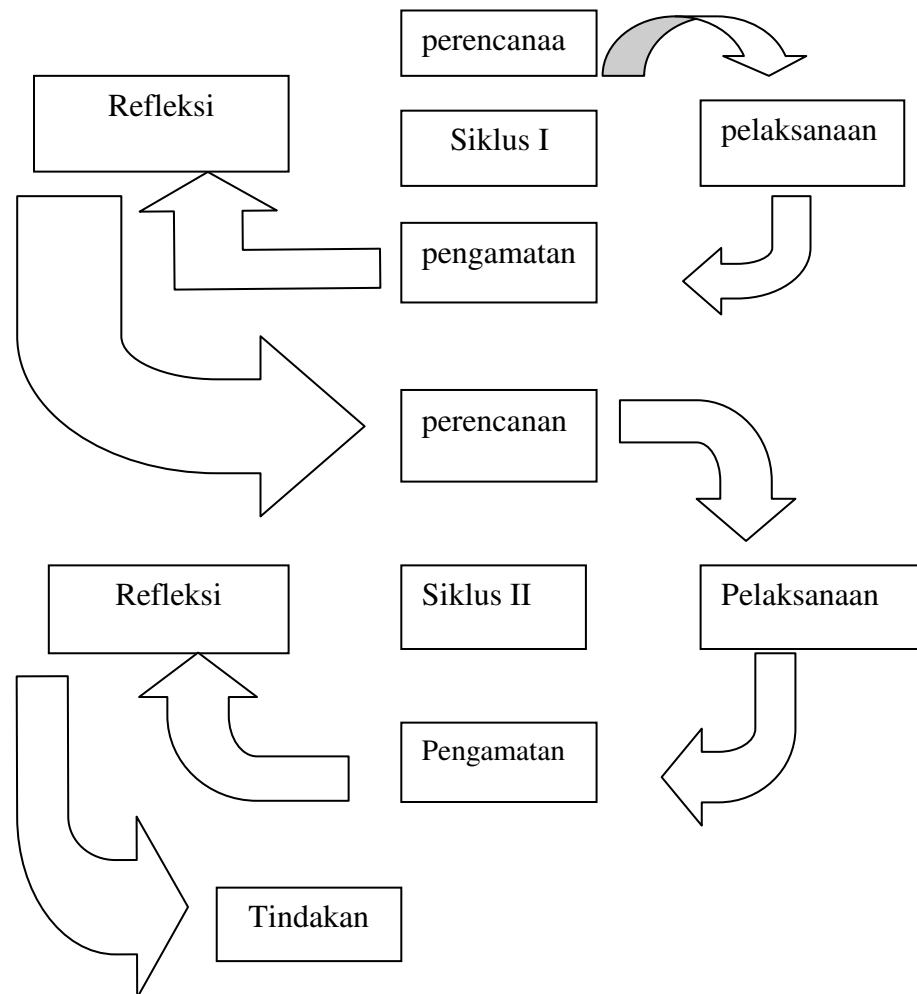 perencanaa
Refleksi
Siklus I
pelaksanaan
pengamatan
perencanan
Refleksi
Siklus II
Pelaksanaan
Pengamatan
Tindakan